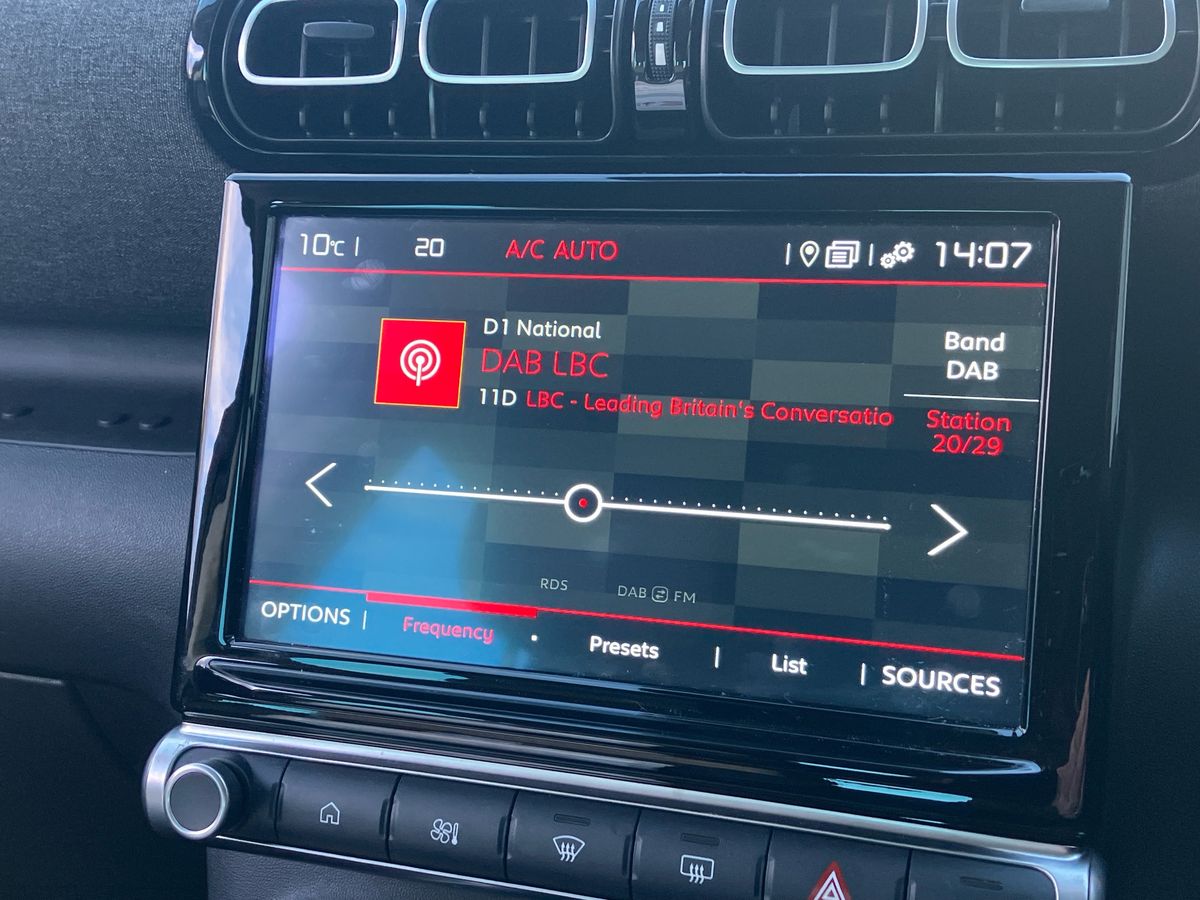 10°C | 20 A/C AUTO 14:07
D1 National
DAB LBC
11D LBC - Leading Britain's Conversatio
Band
DAB
Station
20/29
RDS DAB FM
OPTIONS | Frequency Presets | List | SOURCES